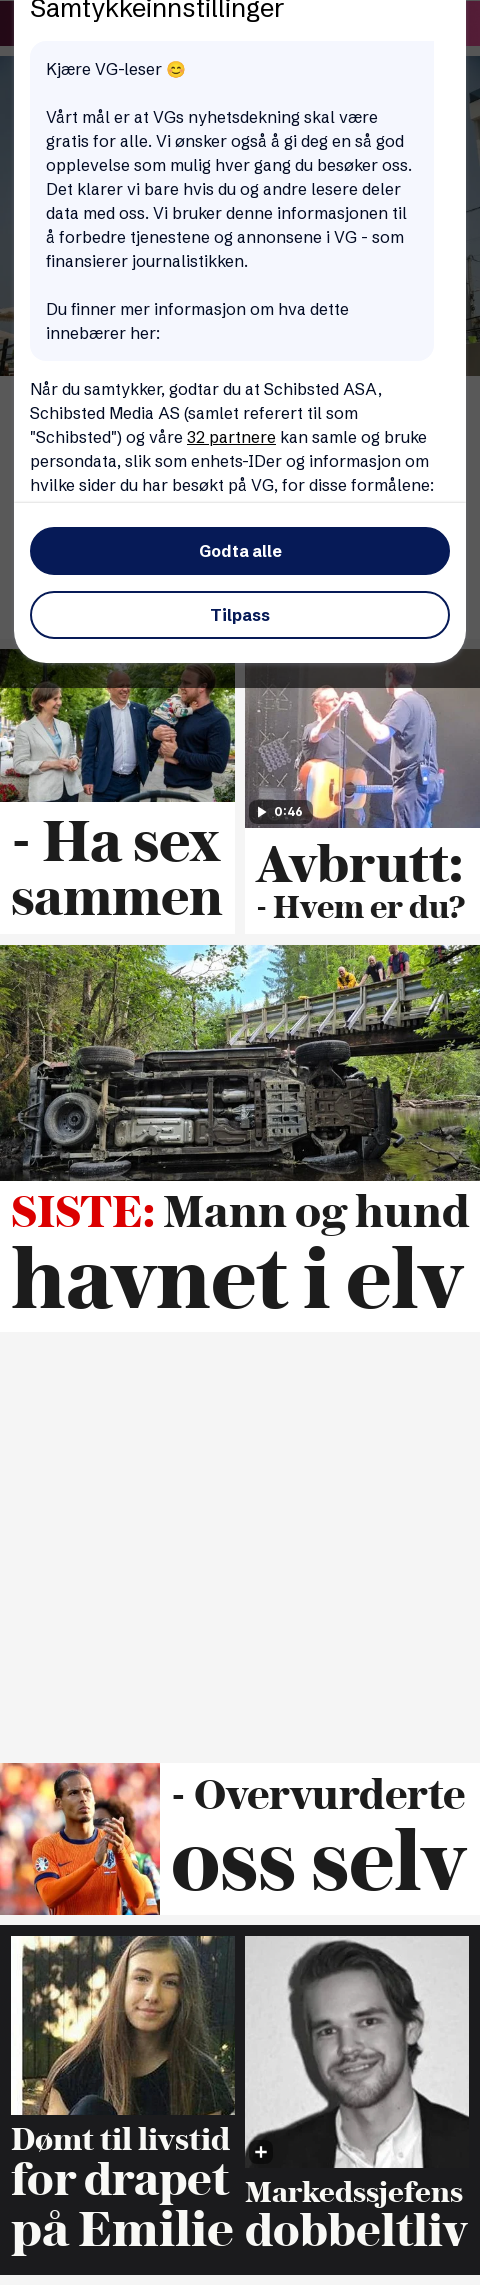 Samtykkeinnstillinger
Kjære VG-leser 😊
Vårt mål er at VGs nyhetsdekning skal være
gratis for alle. Vi ønsker også å gi deg en så god
opplevelse som mulig hver gang du besøker oss.
Det klarer vi bare hvis du og andre lesere deler
data med oss. Vi bruker denne informasjonen til
å forbedre tjenestene og annonsene i VG - som
finansierer journalistikken.
Du finner mer informasjon om hva dette
innebærer her:
Når du samtykker, godtar du at Schibsted ASA,
Schibsted Media AS (samlet referert til som
"Schibsted") og våre 32 partnere kan samle og bruke
persondata, slik som enhets-IDer og informasjon om
hvilke sider du har besøkt på VG, for disse formålene:
Godta alle
Tilpass
- Ha sex
sammen
0:46
Avbrutt:
- Hvem er du?
SISTE: Mann og hund
havnet i elv
- Overvurderte
oss selv
Dømt til livstid
for drapet
på Emilie
Markedssjefens
dobbeltliv